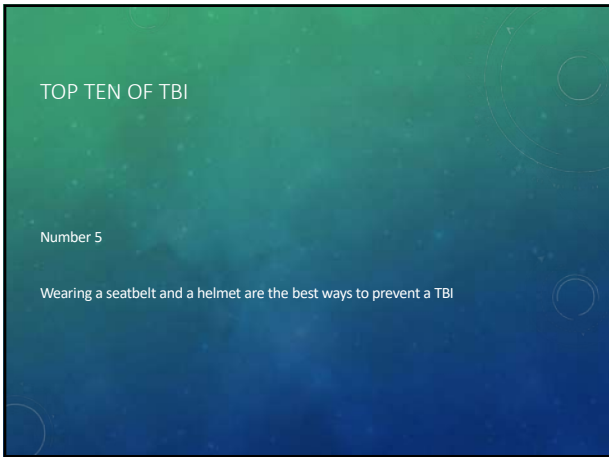 TOP TEN OF TBI
Number 5
Wearing a seatbelt and a helmet are the best ways to prevent a TBI